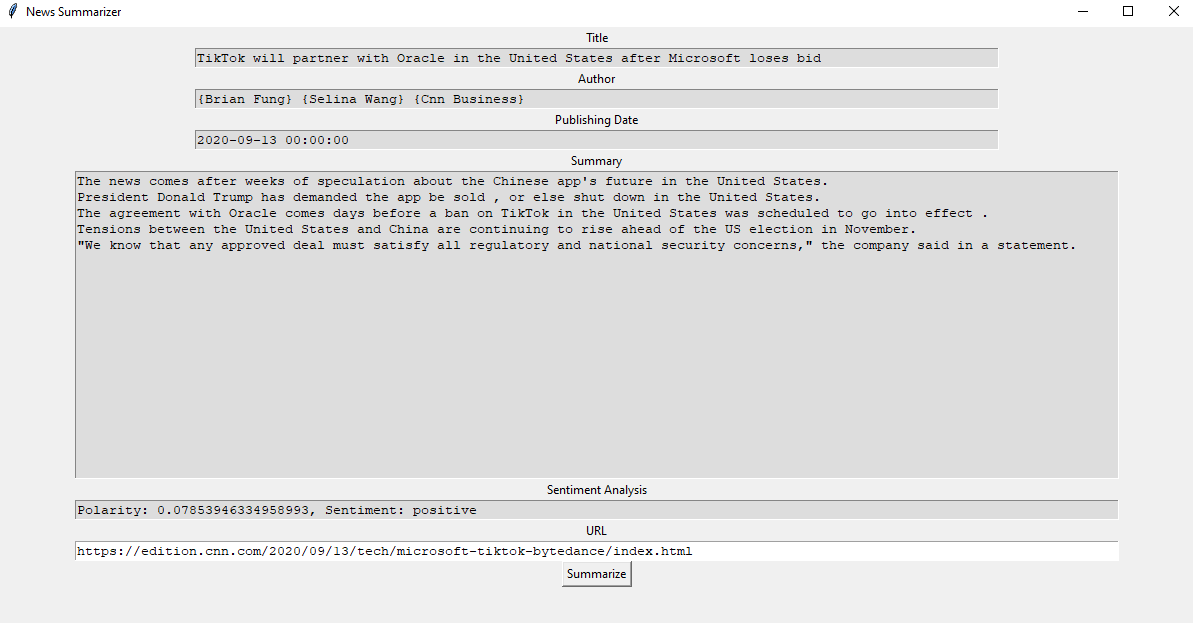 News Summarizer
Title
TikTok will partner with Oracle in the United States after Microsoft loses bid
Author
{Brian Fung} {Selina Wang} {Cnn Business}
Publishing Date
2020-09-13 00:00:00
Summary
The news comes after weeks of speculation about the Chinese app's future in the United States.
President Donald Trump has demanded the app be sold , or else shut down in the United States.
The agreement with Oracle comes days before a ban on TikTok in the United States was scheduled to go into effect .
Tensions between the United States and China are continuing to rise ahead of the US election in November.
"We know that any approved deal must satisfy all regulatory and national security concerns," the company said in a statement.
Sentiment Analysis
Polarity: 0.07853946334958993, Sentiment: positive
URL
https://edition.cnn.com/2020/09/13/tech/microsoft-tiktok-bytedance/index.html
Summarize